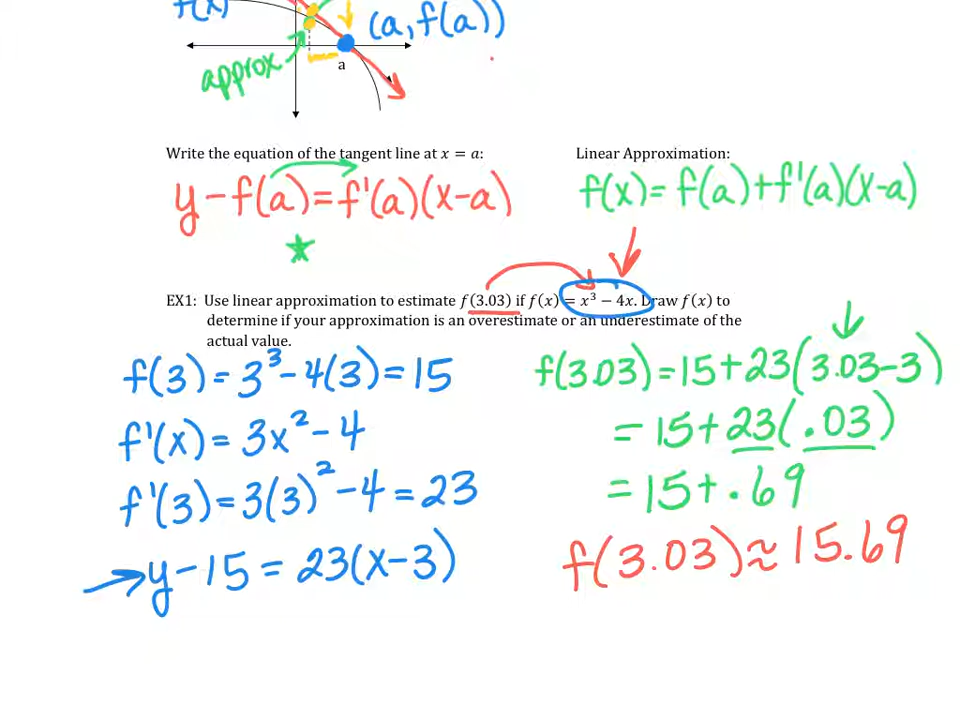 f(x)
(a, f(a))
approx
a
Write the equation of the tangent line at x = a:
Linear Approximation:
y - f(a) = f'(a)(x-a)
f(x) = f(a) + f'(a)(x-a)
EX1: Use linear approximation to estimate f(3.03) if f(x) = x³ − 4x. Draw f(x) to
determine if your approximation is an overestimate or an underestimate of the
actual value.
f(3) = 3³ - 4(3) = 15
f'(x) = 3x² - 4
f'(3) = 3(3)² - 4 = 23
y - 15 = 23(x-3)
f(3.03) = 15 + 23(3.03-3)
= 15 + 23(.03)
= 15 + .69
f(3.03) ≈ 15.69